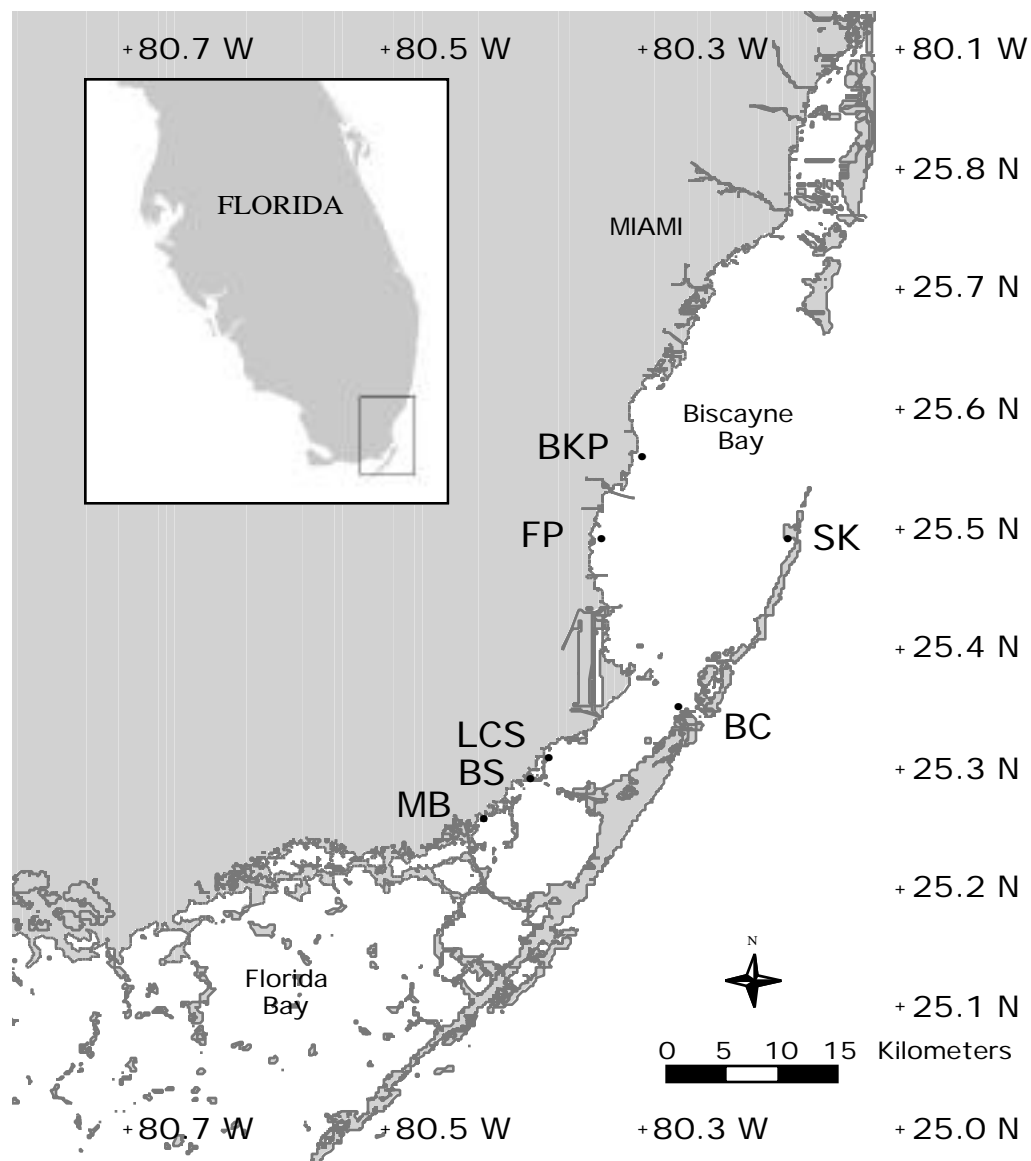 +80.7 W +80.5 W +80.3 W +80.1 W
FLORIDA
+25.8 N
MIAMI
+25.7 N
Biscayne
Bay
+25.6 N
BKP
FP
SK
+25.5 N
+25.4 N
LCS
BC
BS
+25.3 N
MB
+25.2 N
N
Florida
Bay
+25.1 N
0 5 10 15 Kilometers
+80.7 W +80.5 W +80.3 W +25.0 N